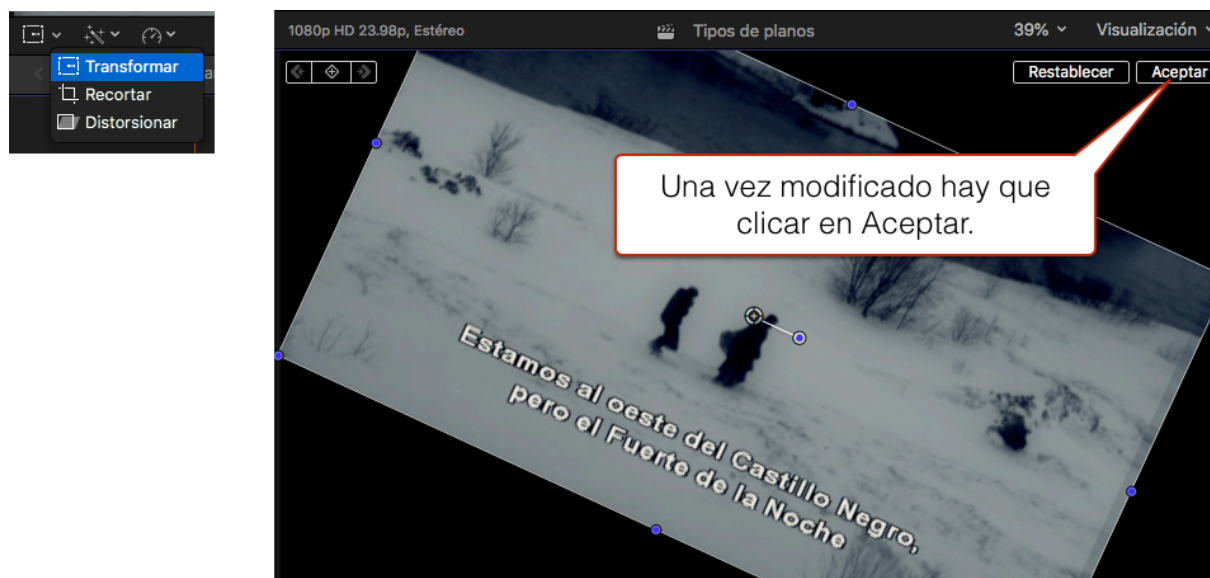 Transformar
Recortar
Distorsionar
1080p HD 23.98p, Estéreo
Tipos de planos
39%
Visualización
Restablecer
Aceptar
Una vez modificado hay que
clicar en Aceptar.
Estamos al oeste del Castillo Negro,
pero el Fuerte de la Noche